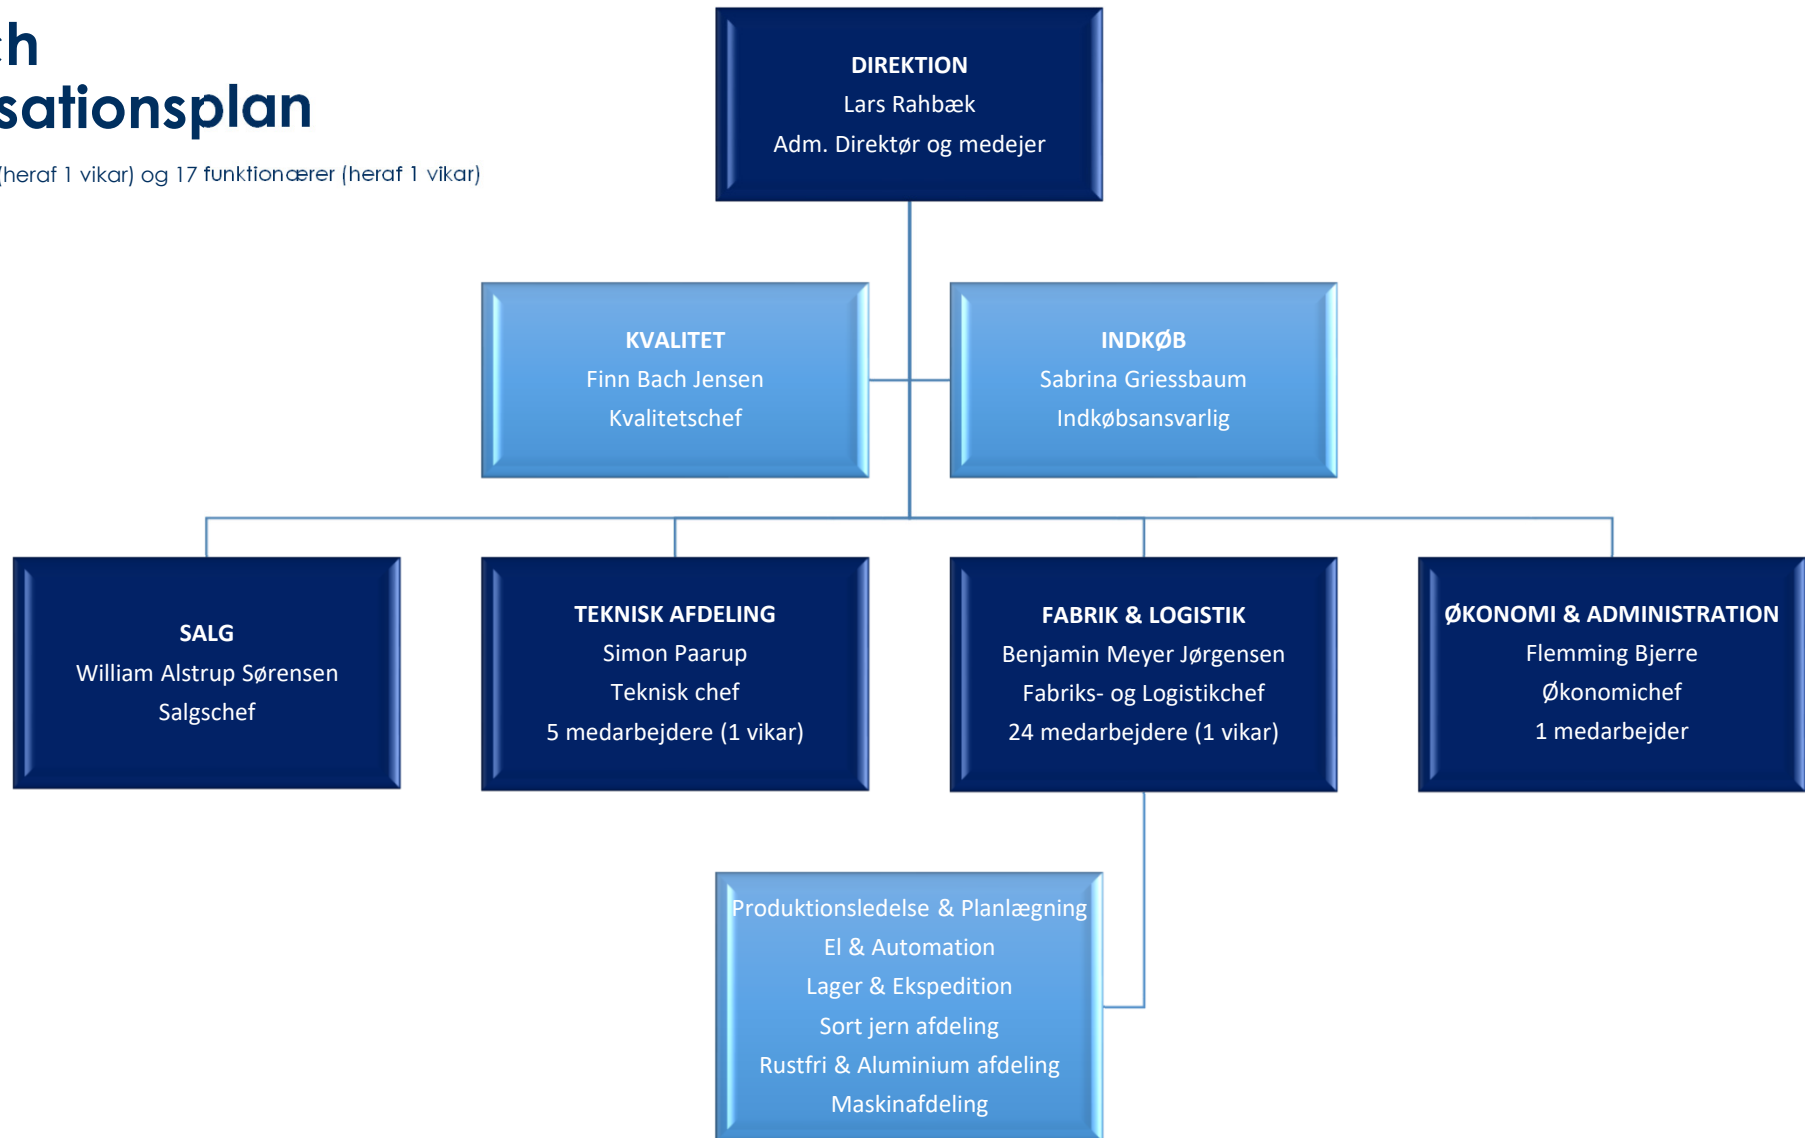 ch
sationsplan
(heraf 1 vikar) og 17 funktionærer (heraf 1 vikar)
DIREKTION
Lars Rahbæk
Adm. Direktør og medejer
KVALITET
Finn Bach Jensen
Kvalitetschef
INDKØB
Sabrina Griessbaum
Indkøbsansvarlig
SALG
William Alstrup Sørensen
Salgschef
TEKNISK AFDELING
Simon Paarup
Teknisk chef
5 medarbejdere (1 vikar)
FABRIK & LOGISTIK
Benjamin Meyer Jørgensen
Fabriks- og Logistikchef
24 medarbejdere (1 vikar)
ØKONOMI & ADMINISTRATION
Flemming Bjerre
Økonomichef
1 medarbejder
Produktionsledelse & Planlægning
El & Automation
Lager & Ekspedition
Sort jern afdeling
Rustfri & Aluminium afdeling
Maskinafdeling